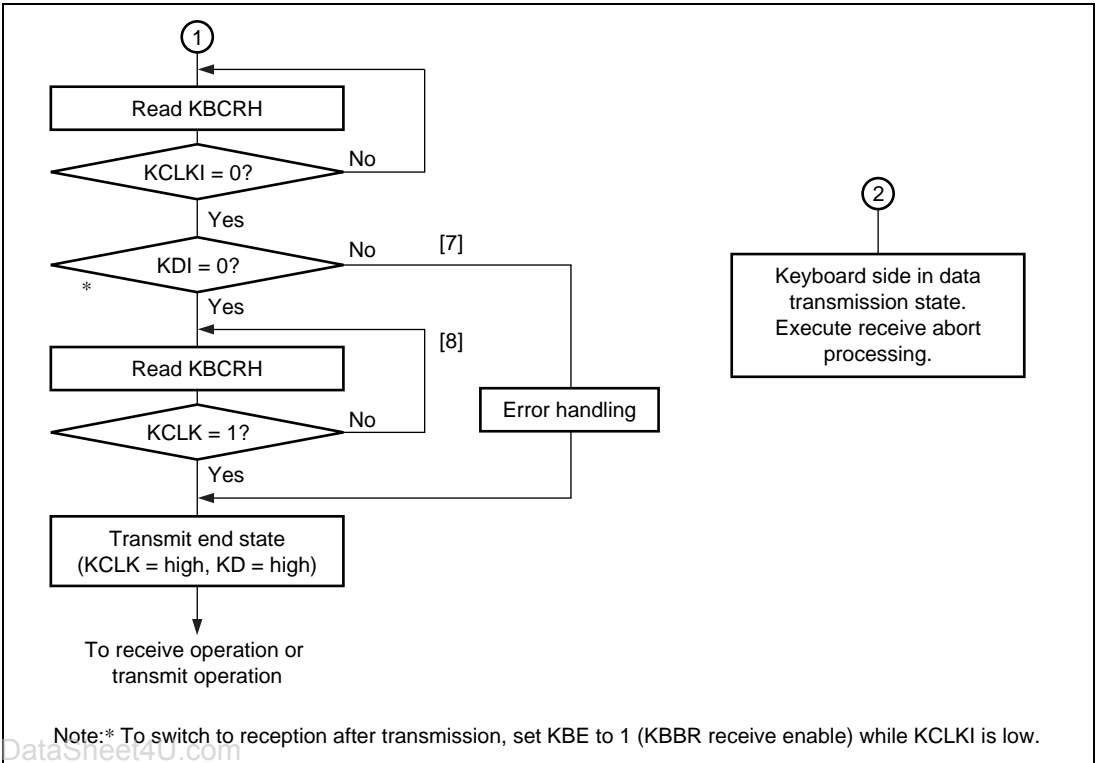 1
Read KBCRH
KCLKI = 0?
No
Yes
KDI = 0?
*
No
[7]
Yes
[8]
Read KBCRH
KCLK = 1?
No
Yes
Error handling
Transmit end state
(KCLK = high, KD = high)
To receive operation or
transmit operation
2
Keyboard side in data
transmission state.
Execute receive abort
processing.
Note:* To switch to reception after transmission, set KBE to 1 (KBBR receive enable) while KCLKI is low.
DataSheet4U.com